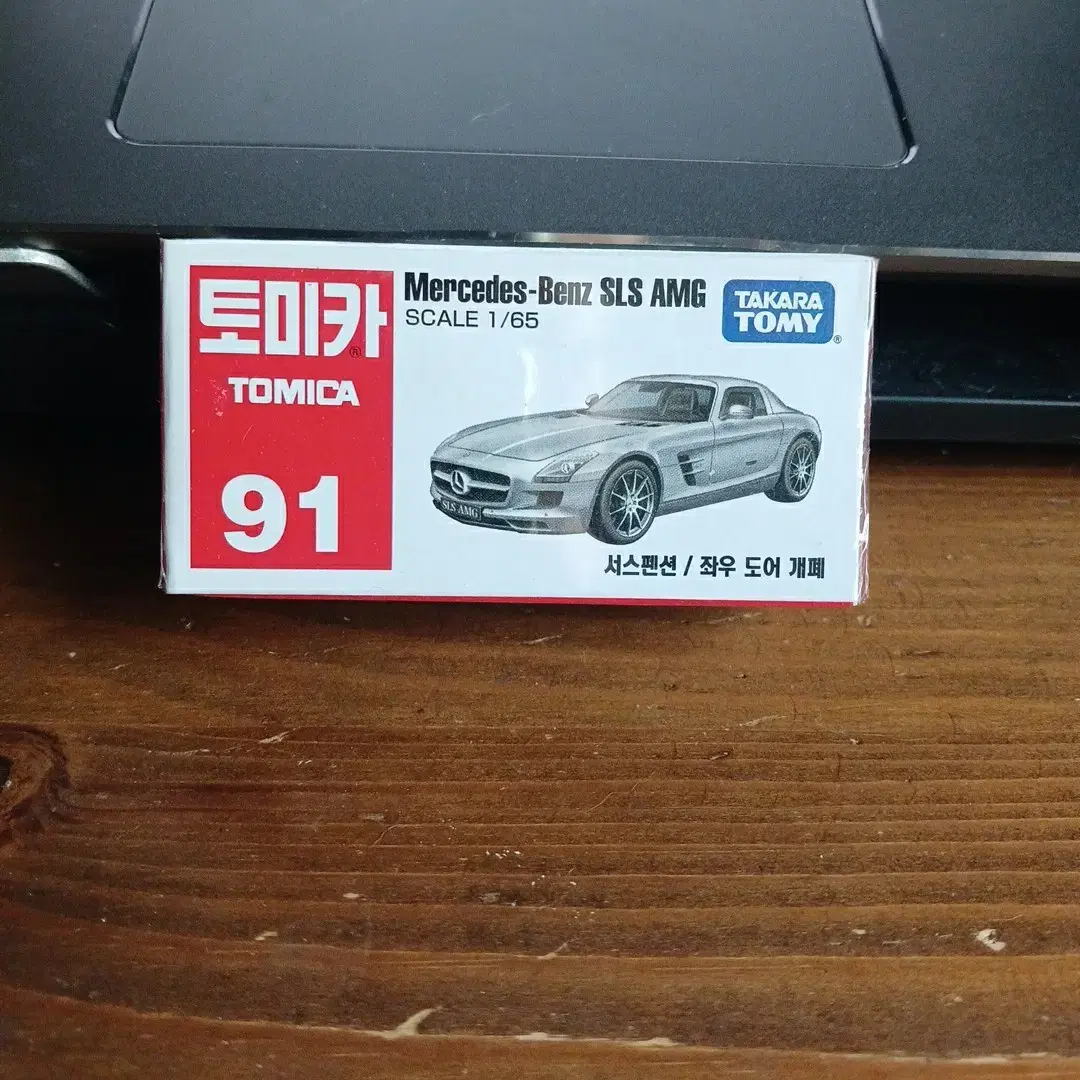 토미카®
TOMICA
91
Mercedes-Benz SLS AMG
SCALE 1/65
TAKARA
TOMY®
SLS AMG
서스펜션 / 좌우 도어 개폐